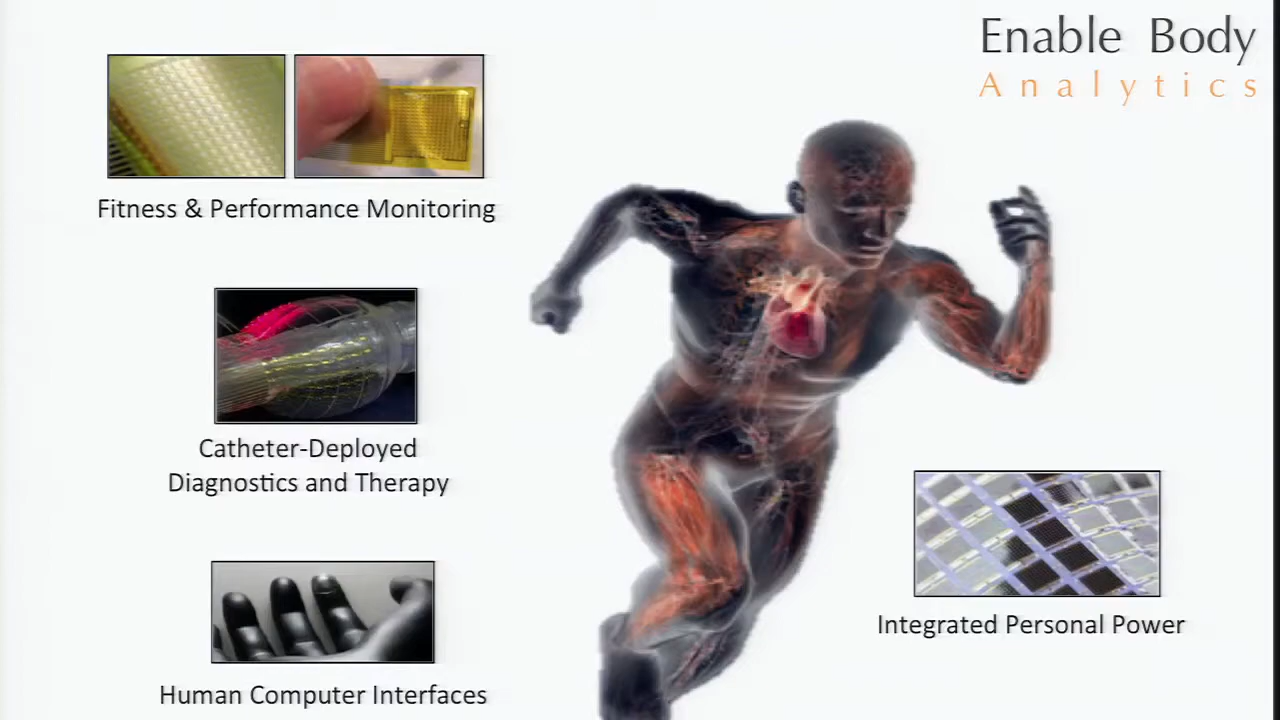 Enable Body
Analytics
Fitness & Performance Monitoring
Catheter-Deployed
Diagnostics and Therapy
Integrated Personal Power
Human Computer Interfaces